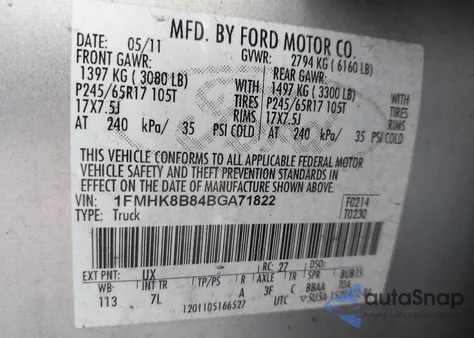 MFD. BY FORD MOTOR CO.
DATE: 05/11 GVWR: 2794 KG (6160 LB)
FRONT GAWR: REAR GAWR:
1397 KG (3080 LB) 1497 KG (3300 LB) WITH
P245/65R17 105T WITH P245/65R17 105T TIRES
17X7.5J TIRES 17X7.5J RIMS
AT 240 kPa/ 35 RIMS PSI COLD AT 240 kPa/ 35 PSI COLD
THIS VEHICLE CONFORMS TO ALL APPLICABLE FEDERAL MOTOR
VEHICLE SAFETY AND THEFT PREVENTION STANDARDS IN
EFFECT ON THE DATE OF MANUFACTURE SHOWN ABOVE.
VIN: 1FMHK8B84BGA71822 F0214
TYPE: Truck T0230
EXT PNT: UX RC: 27 DSO:
WB INT TR TP/PS R AXLE TR SPR
113 7L A 3F C BBAA
1201105166527 UTC
Ford
autoSnap